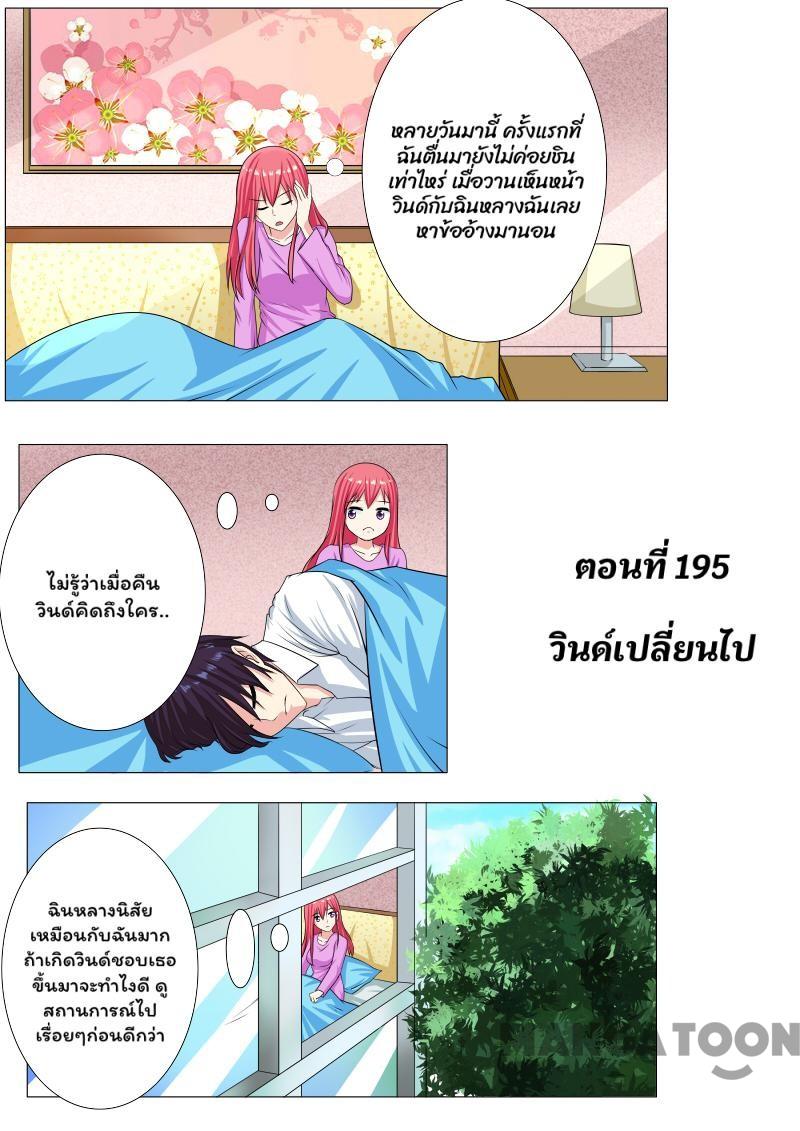 หลายวันมานี้ ครั้งแรกที่
ฉันตื่นมายังไม่ค่อยชิน
เท่าไหร่ เมื่อวานเห็นหน้า
วินด์กับฉินหลางฉันเลย
หาข้ออ้างมานอน
ไม่รู้ว่าเมื่อคืน
วินด์คิดถึงใคร..
ตอนที่ 195
วินด์เปลี่ยนไป
ฉินหลางนิสัย
เหมือนกับฉันมาก
ถ้าเกิดวินด์ชอบเธอ
ขึ้นมาจะทำไงดี ดู
สถานการณ์ไป
เรื่อยๆก่อนดีกว่า
MANGATOON